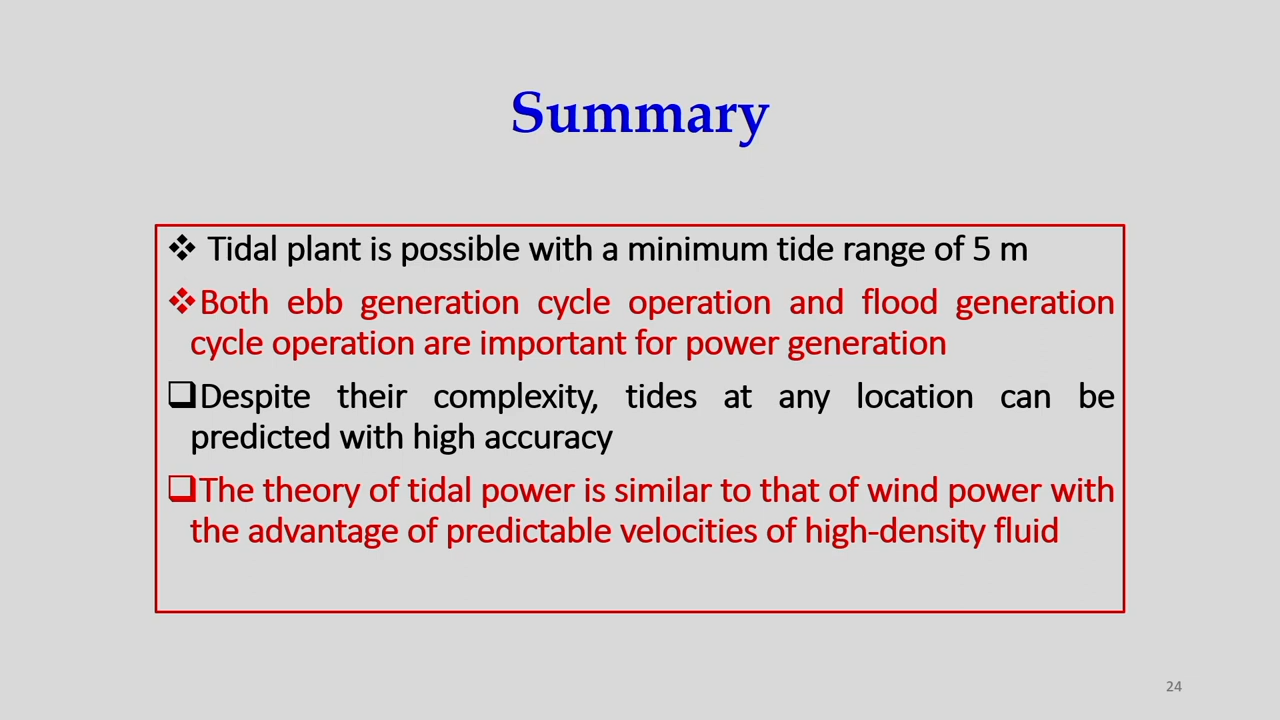 Summary
❖ Tidal plant is possible with a minimum tide range of 5 m
❖Both ebb generation cycle operation and flood generation
cycle operation are important for power generation
❑Despite their complexity, tides at any location can be
predicted with high accuracy
❑The theory of tidal power is similar to that of wind power with
the advantage of predictable velocities of high-density fluid
24